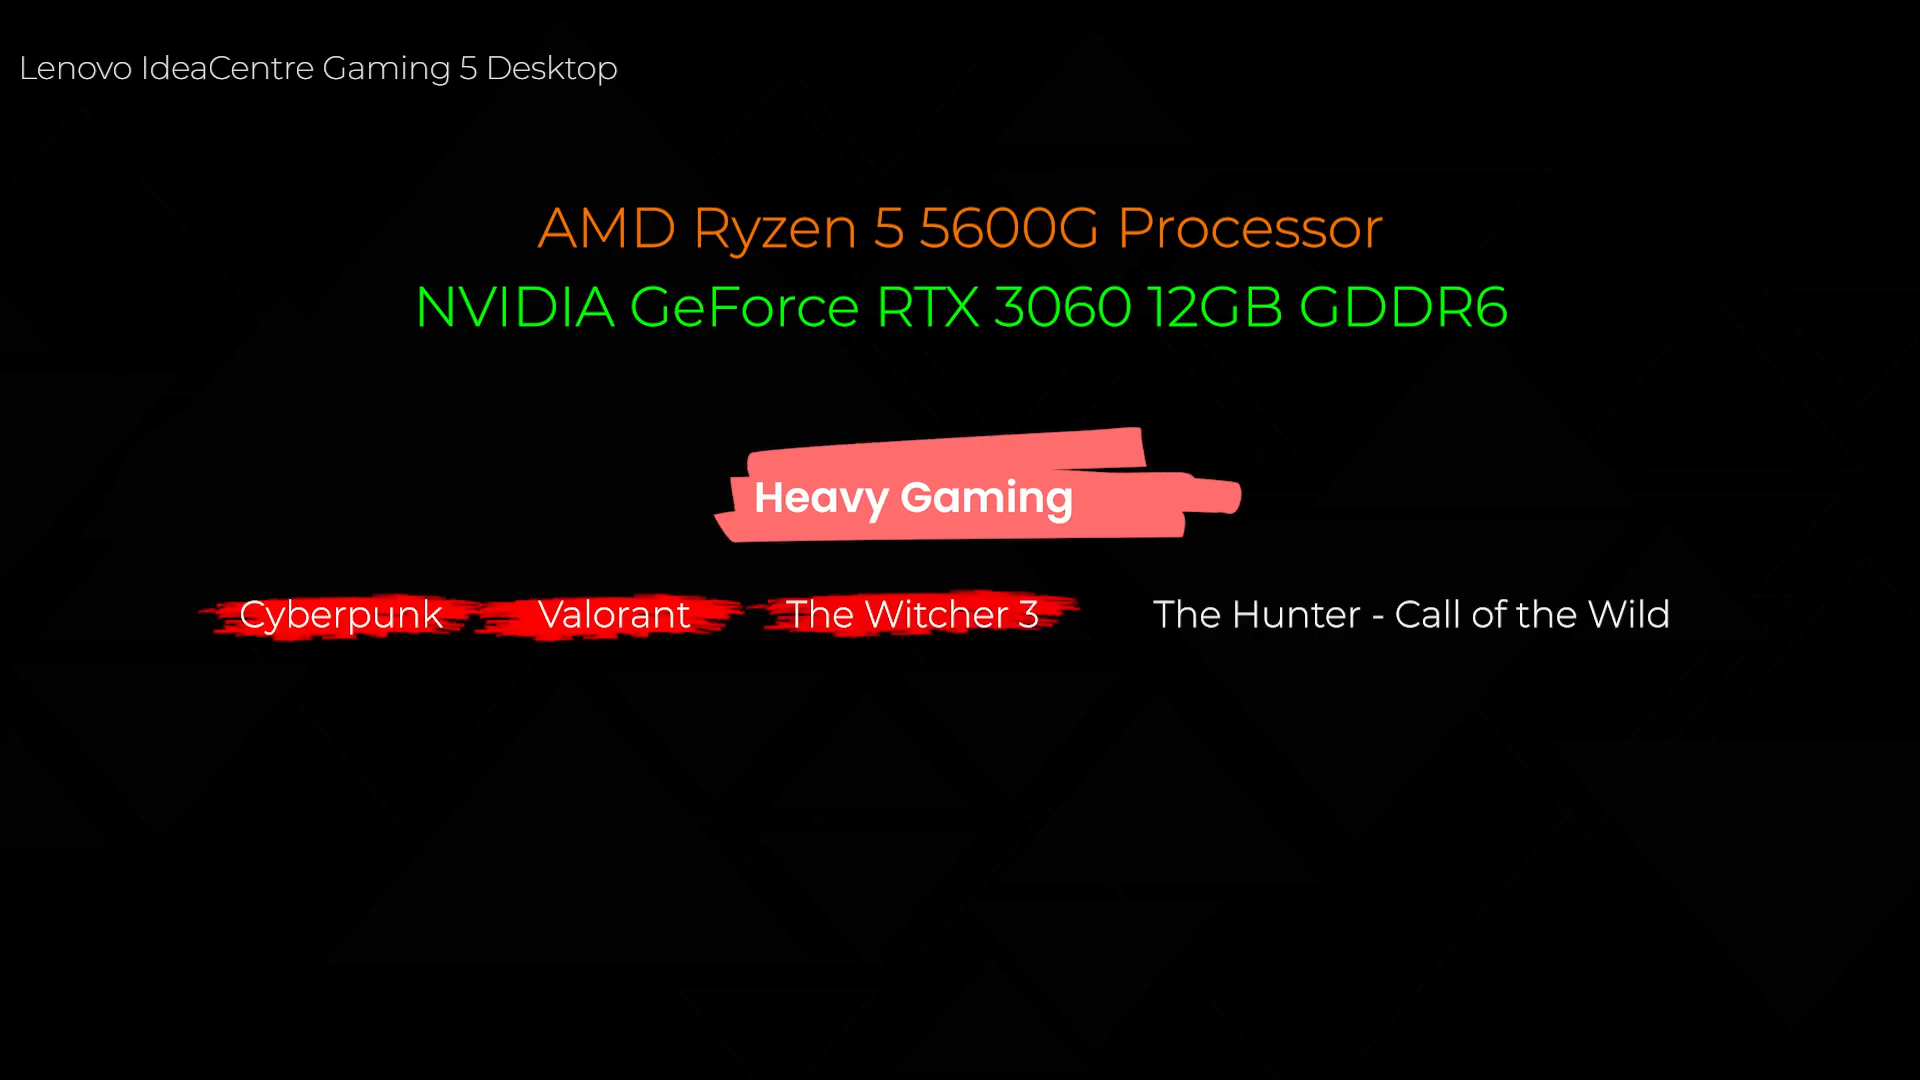 Lenovo IdeaCentre Gaming 5 Desktop
AMD Ryzen 5 5600G Processor
NVIDIA GeForce RTX 3060 12GB GDDR6
Heavy Gaming
Cyberpunk Valorant The Witcher 3 The Hunter - Call of the Wild